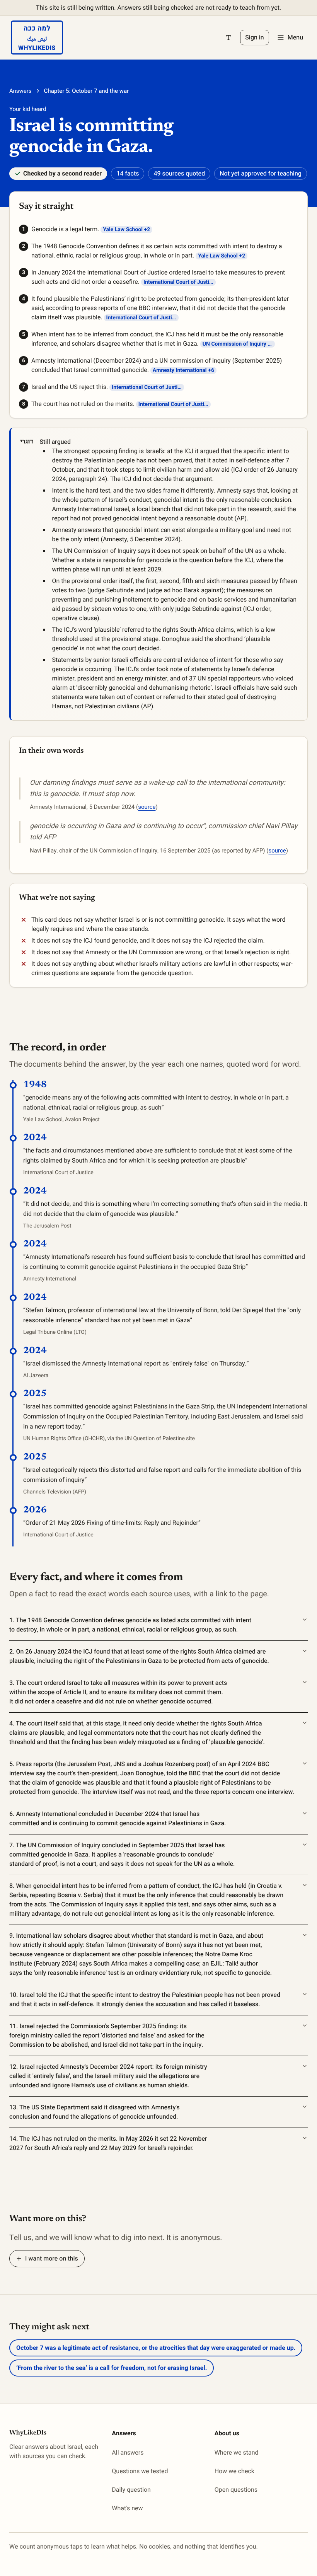 This site is still being written. Answers still being checked are not ready to teach from yet.
למה ככה
ليش هيك
WHYLIKEDIS
T
Sign in
Menu
Answers
Chapter 5: October 7 and the war
Your kid heard
Israel is committing
genocide in Gaza.
Checked by a second reader
14 facts
49 sources quoted
Not yet approved for teaching
Say it straight
1 Genocide is a legal term. Yale Law School +2
2 The 1948 Genocide Convention defines it as certain acts committed with intent to destroy a
national, ethnic, racial or religious group, in whole or in part. Yale Law School +2
3 In January 2024 the International Court of Justice ordered Israel to take measures to prevent
such acts and did not order a ceasefire. International Court of Justi…
4 It found plausible the Palestinians' right to be protected from genocide; its then-president later
said, according to press reports of one BBC interview, that it did not decide that the genocide
claim itself was plausible. International Court of Justi…
5 When intent has to be inferred from conduct, the ICJ has held it must be the only reasonable
inference, and scholars disagree whether that is met in Gaza. UN Commission of Inquiry …
6 Amnesty International (December 2024) and a UN commission of inquiry (September 2025)
concluded that Israel committed genocide. Amnesty International +6
7 Israel and the US reject this. International Court of Justi…
8 The court has not ruled on the merits. International Court of Justi…
Still argued
The strongest opposing finding is Israel's: at the ICJ it argued that the specific intent to
destroy the Palestinian people has not been proved, that it acted in self-defence after 7
October, and that it took steps to limit civilian harm and allow aid (ICJ order of 26 January
2024, paragraph 24). The ICJ did not decide that argument.
Intent is the hard test, and the two sides frame it differently. Amnesty says that, looking at
the whole pattern of Israel's conduct, genocidal intent is the only reasonable conclusion.
Amnesty International Israel, a local branch that did not take part in the research, said the
report had not proved genocidal intent beyond a reasonable doubt (AP).
Amnesty answers that genocidal intent can exist alongside a military goal and need not
be the only intent (Amnesty, 5 December 2024).
The UN Commission of Inquiry says it does not speak on behalf of the UN as a whole.
Whether a state is responsible for genocide is the question before the ICJ, where the
written phase will run until at least 2029.
On the provisional order itself, the first, second, fifth and sixth measures passed by fifteen
votes to two (judge Sebutinde and judge ad hoc Barak against); the measures on
preventing and punishing incitement to genocide and on basic services and humanitarian
aid passed by sixteen votes to one, with only judge Sebutinde against (ICJ order,
operative clause).
The ICJ's word 'plausible' referred to the rights South Africa claims, which is a low
threshold used at the provisional stage. Donoghue said the shorthand 'plausible
genocide' is not what the court decided.
Statements by senior Israeli officials are central evidence of intent for those who say
genocide is occurring. The ICJ's order took note of statements by Israel's defence
minister, president and an energy minister, and of 37 UN special rapporteurs who voiced
alarm at 'discernibly genocidal and dehumanising rhetoric'. Israeli officials have said such
statements were taken out of context or referred to their stated goal of destroying
Hamas, not Palestinian civilians (AP).
In their own words
Our damning findings must serve as a wake-up call to the international community:
this is genocide. It must stop now.
Amnesty International, 5 December 2024 (source)
genocide is occurring in Gaza and is continuing to occur", commission chief Navi Pillay
told AFP
Navi Pillay, chair of the UN Commission of Inquiry, 16 September 2025 (as reported by AFP) (source)
What we're not saying
This card does not say whether Israel is or is not committing genocide. It says what the word
legally requires and where the case stands.
It does not say the ICJ found genocide, and it does not say the ICJ rejected the claim.
It does not say that Amnesty or the UN Commission are wrong, or that Israel's rejection is right.
It does not say anything about whether Israel's military actions are lawful in other respects; war-
crimes questions are separate from the genocide question.
The record, in order
The documents behind the answer, by the year each one names, quoted word for word.
1948
"genocide means any of the following acts committed with intent to destroy, in whole or in part, a
national, ethnical, racial or religious group, as such"
Yale Law School, Avalon Project
2024
"the facts and circumstances mentioned above are sufficient to conclude that at least some of the
rights claimed by South Africa and for which it is seeking protection are plausible"
International Court of Justice
2024
"It did not decide, and this is something where I'm correcting something that's often said in the media. It
did not decide that the claim of genocide was plausible."
The Jerusalem Post
2024
"Amnesty International's research has found sufficient basis to conclude that Israel has committed and
is continuing to commit genocide against Palestinians in the occupied Gaza Strip"
Amnesty International
2024
"Stefan Talmon, professor of international law at the University of Bonn, told Der Spiegel that the "only
reasonable inference" standard has not yet been met in Gaza"
Legal Tribune Online (LTO)
2024
"Israel dismissed the Amnesty International report as "entirely false" on Thursday."
Al Jazeera
2025
"Israel has committed genocide against Palestinians in the Gaza Strip, the UN Independent International
Commission of Inquiry on the Occupied Palestinian Territory, including East Jerusalem, and Israel said
in a new report today."
UN Human Rights Office (OHCHR), via the UN Question of Palestine site
2025
"Israel categorically rejects this distorted and false report and calls for the immediate abolition of this
commission of inquiry"
Channels Television (AFP)
2026
"Order of 21 May 2026 Fixing of time-limits: Reply and Rejoinder"
International Court of Justice
Every fact, and where it comes from
Open a fact to read the exact words each source uses, with a link to the page.
1. The 1948 Genocide Convention defines genocide as listed acts committed with intent
to destroy, in whole or in part, a national, ethnical, racial or religious group, as such.
2. On 26 January 2024 the ICJ found that at least some of the rights South Africa claimed are
plausible, including the right of the Palestinians in Gaza to be protected from acts of genocide.
3. The court ordered Israel to take all measures within its power to prevent acts
within the scope of Article II, and to ensure its military does not commit them.
It did not order a ceasefire and did not rule on whether genocide occurred.
4. The court itself said that, at this stage, it need only decide whether the rights South Africa
claims are plausible, and legal commentators note that the court has not clearly defined the
threshold and that the finding has been widely misquoted as a finding of 'plausible genocide'.
5. Press reports (the Jerusalem Post, JNS and a Joshua Rozenberg post) of an April 2024 BBC
interview say the court's then-president, Joan Donoghue, told the BBC that the court did not decide
that the claim of genocide was plausible and that it found a plausible right of Palestinians to be
protected from genocide. The interview itself was not read, and the three reports concern one interview.
6. Amnesty International concluded in December 2024 that Israel has
committed and is continuing to commit genocide against Palestinians in Gaza.
7. The UN Commission of Inquiry concluded in September 2025 that Israel has
committed genocide in Gaza. It applies a 'reasonable grounds to conclude'
standard of proof, is not a court, and says it does not speak for the UN as a whole.
8. When genocidal intent has to be inferred from a pattern of conduct, the ICJ has held (in Croatia v.
Serbia, repeating Bosnia v. Serbia) that it must be the only inference that could reasonably be drawn
from the acts. The Commission of Inquiry says it applied this test, and says other aims, such as a
military advantage, do not rule out genocidal intent as long as it is the only reasonable inference.
9. International law scholars disagree about whether that standard is met in Gaza, and about
how strictly it should apply: Stefan Talmon (University of Bonn) says it has not yet been met,
because vengeance or displacement are other possible inferences; the Notre Dame Kroc
Institute (February 2024) says South Africa makes a compelling case; an EJIL: Talk! author
says the 'only reasonable inference' test is an ordinary evidentiary rule, not specific to genocide.
10. Israel told the ICJ that the specific intent to destroy the Palestinian people has not been proved
and that it acts in self-defence. It strongly denies the accusation and has called it baseless.
11. Israel rejected the Commission's September 2025 finding: its
foreign ministry called the report 'distorted and false' and asked for the
Commission to be abolished, and Israel did not take part in the inquiry.
12. Israel rejected Amnesty's December 2024 report: its foreign ministry
called it 'entirely false', and the Israeli military said the allegations are
unfounded and ignore Hamas's use of civilians as human shields.
13. The US State Department said it disagreed with Amnesty's
conclusion and found the allegations of genocide unfounded.
14. The ICJ has not ruled on the merits. In May 2026 it set 22 November
2027 for South Africa's reply and 22 May 2029 for Israel's rejoinder.
Want more on this?
Tell us, and we will know what to dig into next. It is anonymous.
+ I want more on this
They might ask next
October 7 was a legitimate act of resistance, or the atrocities that day were exaggerated or made up.
'From the river to the sea' is a call for freedom, not for erasing Israel.
WhyLikeDIs
Clear answers about Israel, each
with sources you can check.
Answers
All answers
Questions we tested
Daily question
What's new
About us
Where we stand
How we check
Open questions
We count anonymous taps to learn what helps. No cookies, and nothing that identifies you.